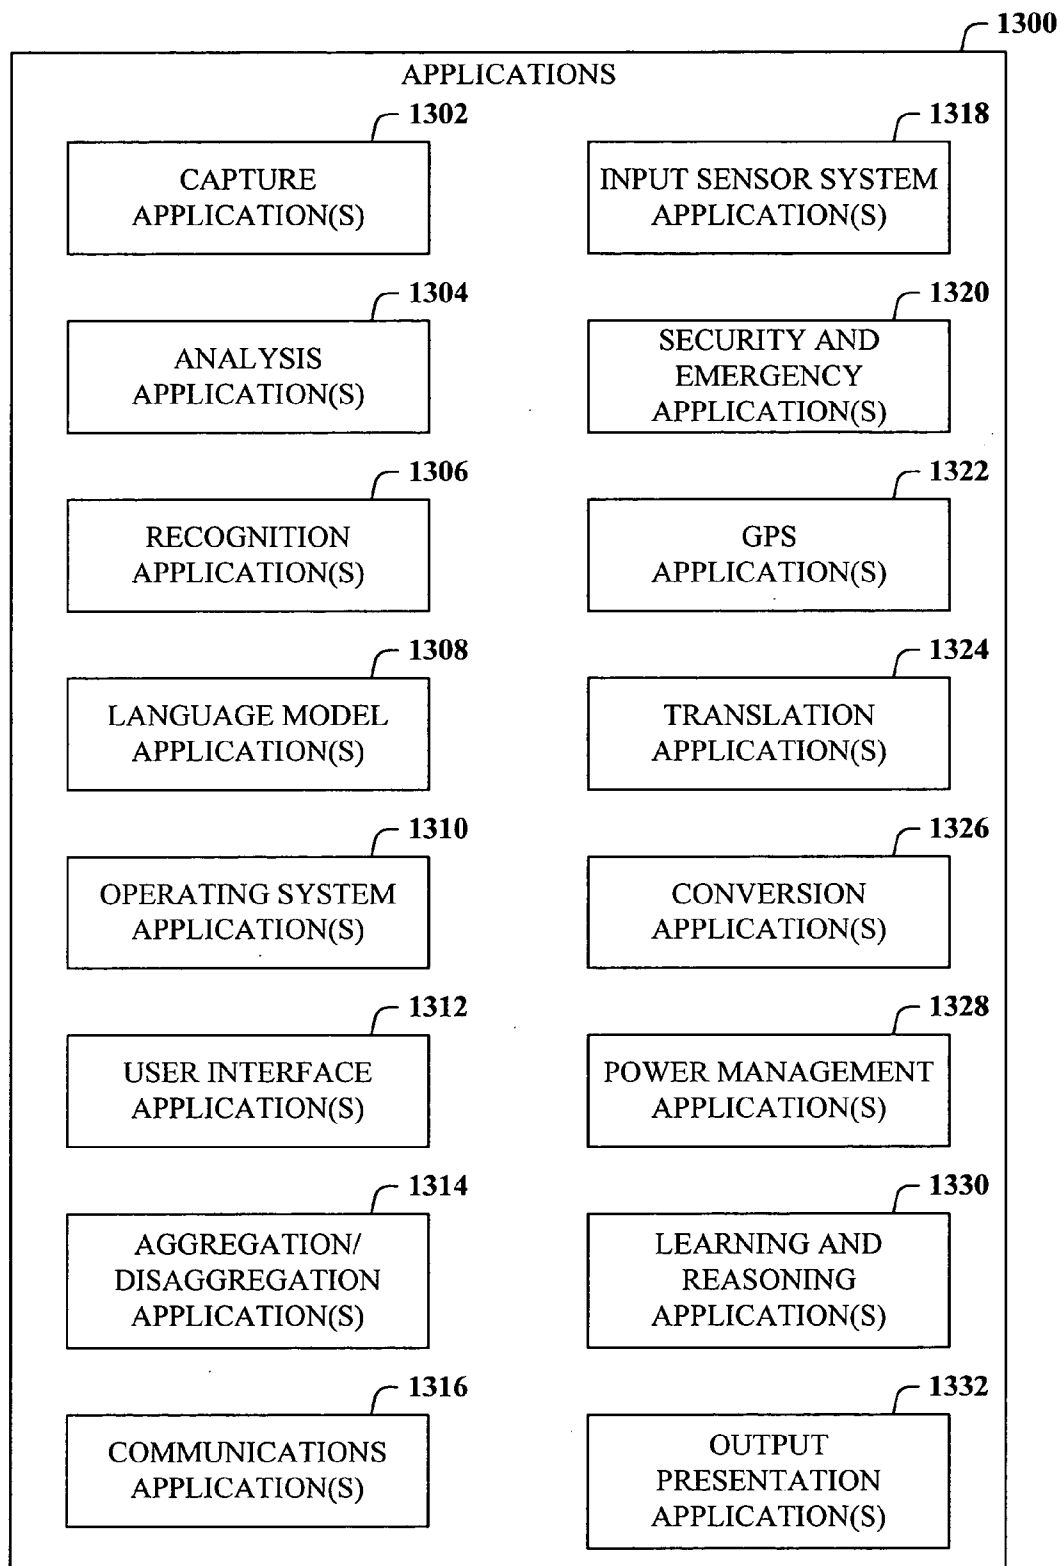 1300
APPLICATIONS
1302
CAPTURE
APPLICATION(S)
1304
ANALYSIS
APPLICATION(S)
1306
RECOGNITION
APPLICATION(S)
1308
LANGUAGE MODEL
APPLICATION(S)
1310
OPERATING SYSTEM
APPLICATION(S)
1312
USER INTERFACE
APPLICATION(S)
1314
AGGREGATION/
DISAGGREGATION
APPLICATION(S)
1316
COMMUNICATIONS
APPLICATION(S)
1318
INPUT SENSOR SYSTEM
APPLICATION(S)
1320
SECURITY AND
EMERGENCY
APPLICATION(S)
1322
GPS
APPLICATION(S)
1324
TRANSLATION
APPLICATION(S)
1326
CONVERSION
APPLICATION(S)
1328
POWER MANAGEMENT
APPLICATION(S)
1330
LEARNING AND
REASONING
APPLICATION(S)
1332
OUTPUT
PRESENTATION
APPLICATION(S)